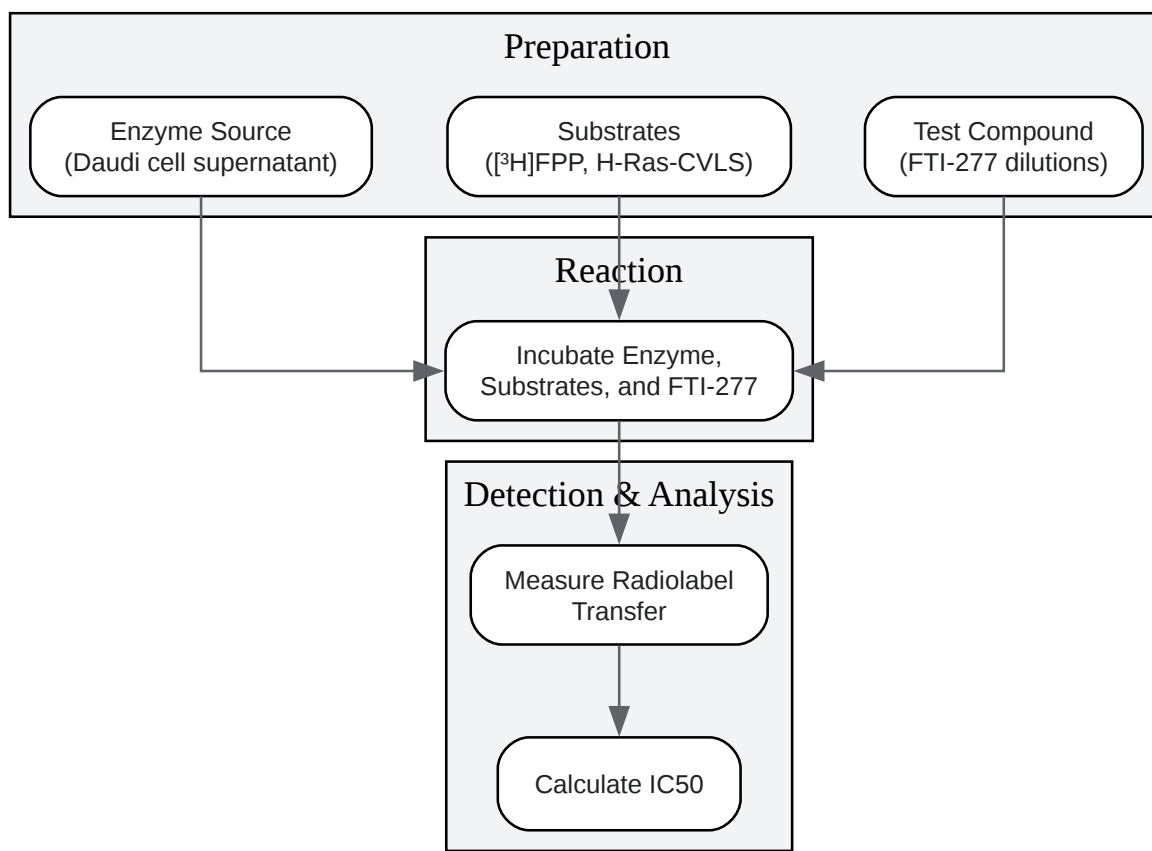 Preparation
Enzyme Source
(Daudi cell supernatant)
Substrates
([³H]FPP, H-Ras-CVLS)
Test Compound
(FTI-277 dilutions)
Reaction
Incubate Enzyme,
Substrates, and FTI-277
Detection & Analysis
Measure Radiolabel
Transfer
Calculate IC50